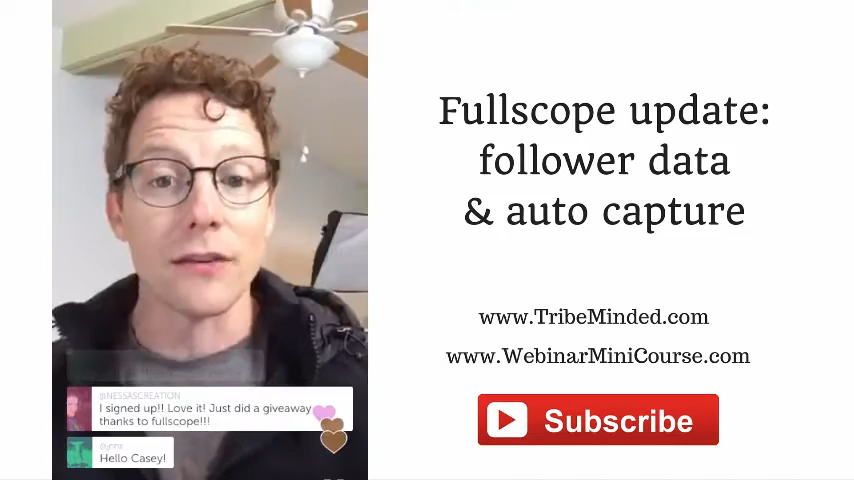 Fullscope update:
follower data
& auto capture
www.TribeMinded.com
www.WebinarMiniCourse.com
Subscribe
@NESSASCREATION
I signed up!! Love it! Just did a giveaway
thanks to fullscope!!!
Hello Casey!